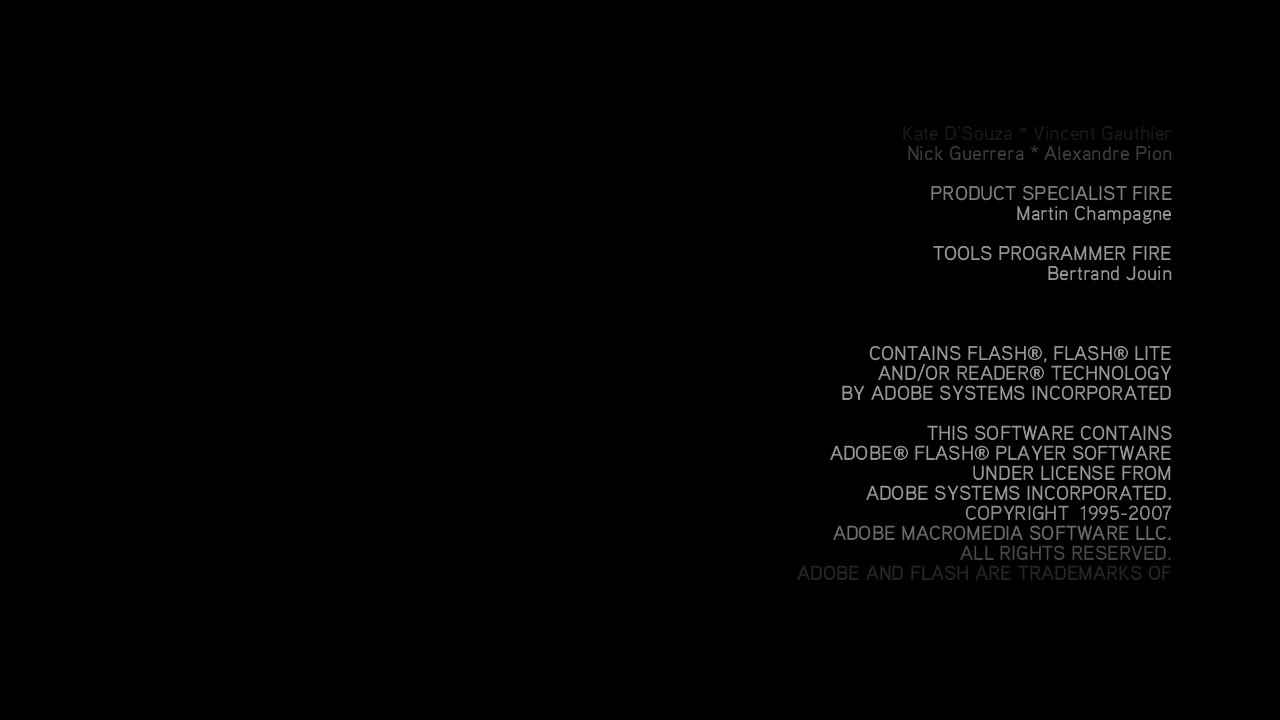 Kate D'Souza * Vincent Gauthier
Nick Guerrera * Alexandre Pion
PRODUCT SPECIALIST FIRE
Martin Champagne
TOOLS PROGRAMMER FIRE
Bertrand Jouin
CONTAINS FLASH®, FLASH® LITE
AND/OR READER® TECHNOLOGY
BY ADOBE SYSTEMS INCORPORATED
THIS SOFTWARE CONTAINS
ADOBE® FLASH® PLAYER SOFTWARE
UNDER LICENSE FROM
ADOBE SYSTEMS INCORPORATED.
COPYRIGHT  1995-2007
ADOBE MACROMEDIA SOFTWARE LLC.
ALL RIGHTS RESERVED.
ADOBE AND FLASH ARE TRADEMARKS OF